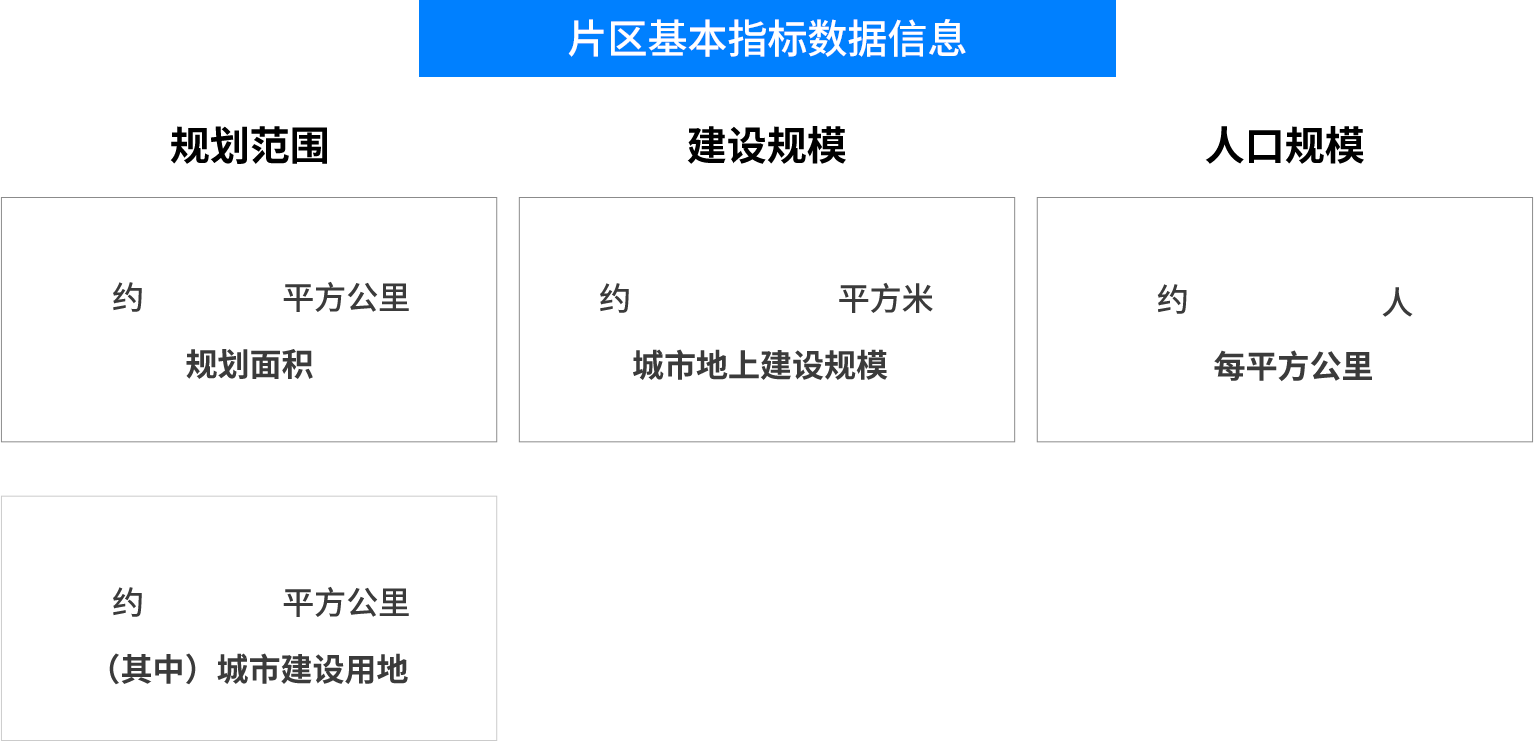 片区基本指标数据信息
规划范围
建设规模
人口规模
约 平方公里
规划面积
约 平方米
城市地上建设规模
约 人
每平方公里
约 平方公里
（其中）城市建设用地